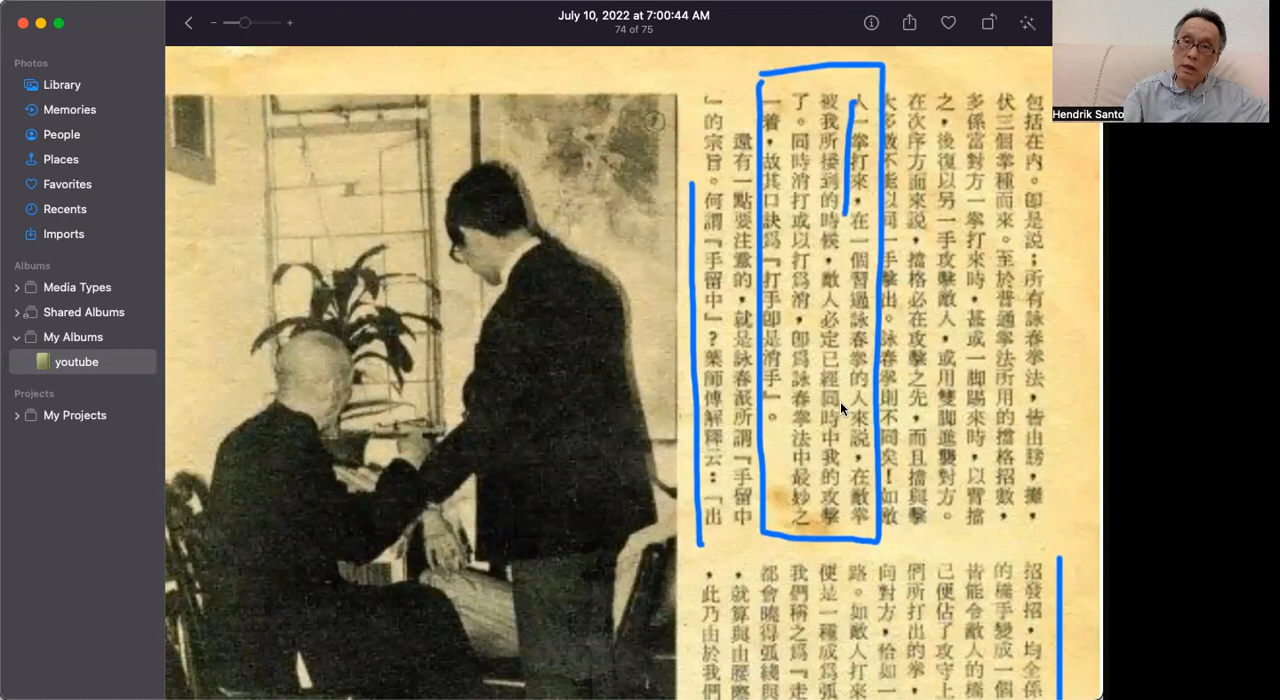 July 10, 2022 at 7:00:44 AM
74 of 75
Photos
Library
Memories
People
Places
Favorites
Recents
Imports
Albums
Media Types
Shared Albums
My Albums
youtube
Projects
My Projects
Hendrik Santo
包括在內。卽是説；所有詠春拳法，皆由膀，攤，
伏三個拳種而來。至於普通拳法所用的擋格招數，
多係當對方一拳打來時，甚或一脚踢來時，以臂擋
之，後復以另一手攻擊敵人，或用雙脚進襲對方。
在次序方面來説，擋格必在攻擊之先，而且擋與擊
大多數不能以同一手擊出。詠春拳則不同矣！如敵
人一拳打來，在一個習過詠春拳的人來説，在敵拳
被我所接到的時候，敵人必定已經同時中我的攻擊
了。同時消打或以打爲消，卽爲詠春拳法中最妙之
一着，故其口訣爲『打手卽是消手』。
還有一點要注意的，就是詠春派所謂『手留中
』的宗旨。何謂『手留中』？葉師傅解釋云：「出
招發招，均全係
的橋手變成一個
皆能令敵人的橋
己便佔了攻守上
們所打出的拳，
向對方，恰如一
路。如敵人打來
便是一種成爲弧
我們稱之爲『走
都會曉得弧綫與
，就算與由腰際
，此乃由於我們